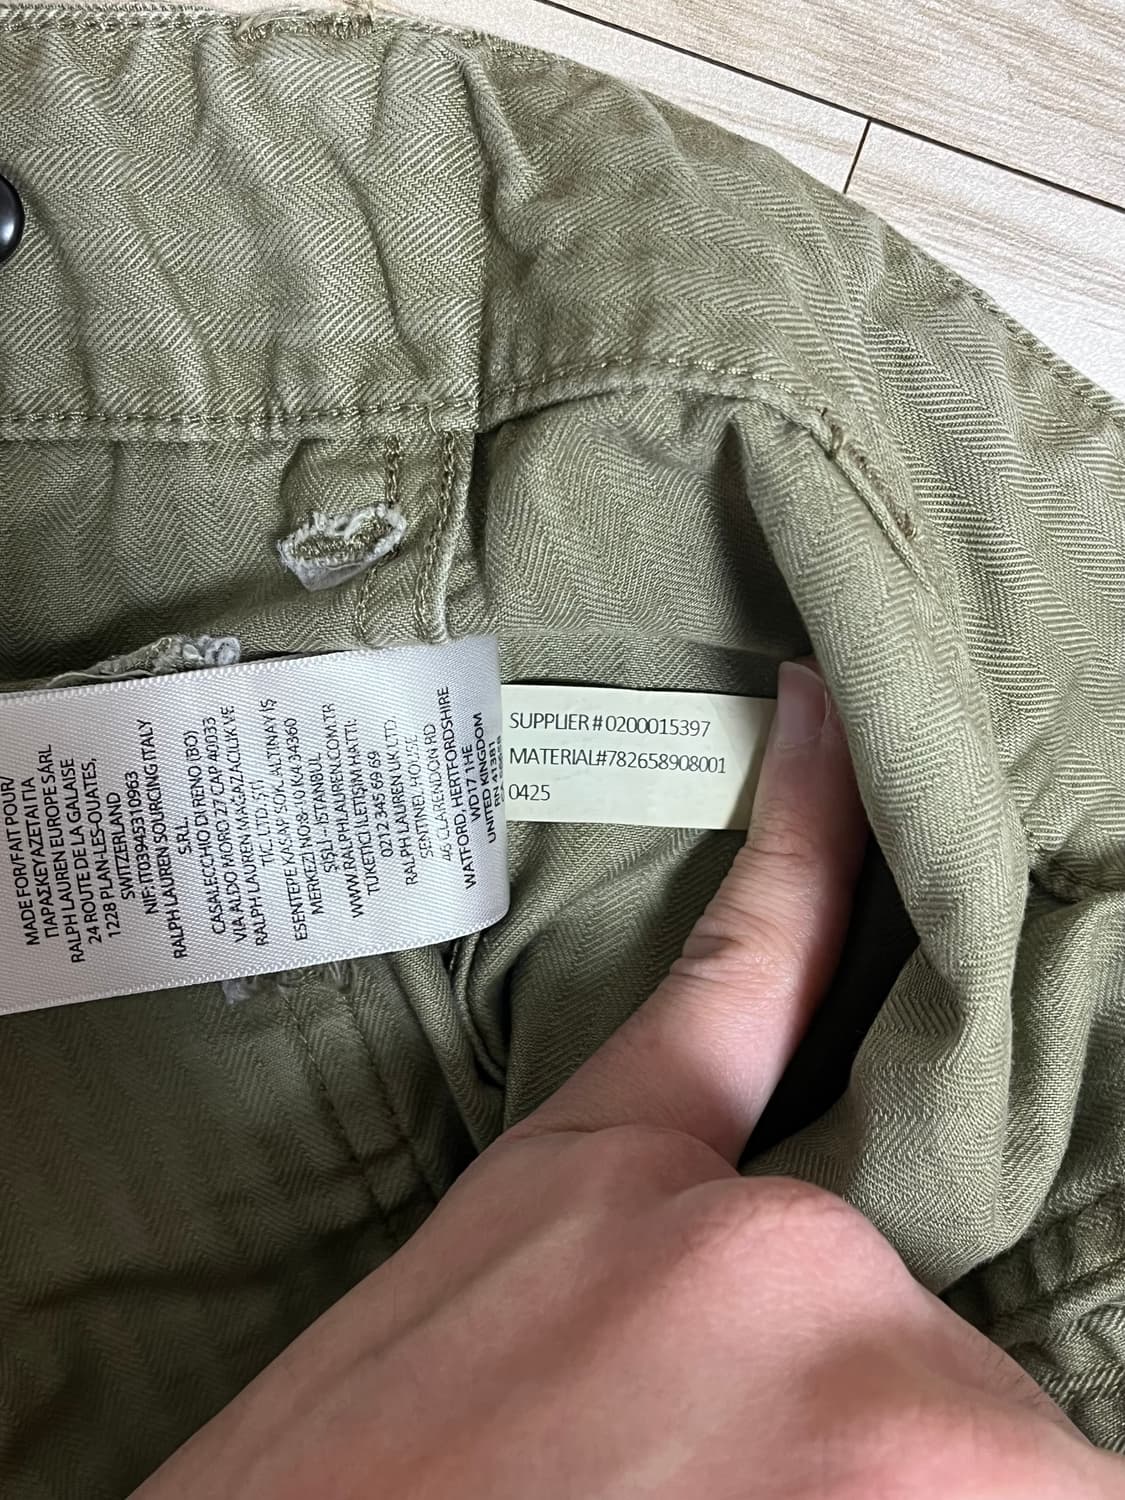 MADE FOR/FAIT POUR/
ΠΑΡΑΣΚΕΥΑΖΕΤΑΙ ΓΙΑ
RALPH LAUREN EUROPE SÀRL
24 ROUTE DE LA GALAISE
1228 PLAN-LES-OUATES,
SWITZERLAND
NIF: IT03945310963
RALPH LAUREN SOURCING ITALY
S.R.L.
CASALECCHIO DI RENO (BO)
VIA ALDO MORO 27 CAP 40033
RALPH LAUREN MAĞAZACILIK VE
TİC. LTD. ŞTİ.
ESENTEPE KASAP SOK. ALTINAY İŞ
MERKEZİ NO:8-10 K:4 34360
ŞİŞLİ - İSTANBUL
WWW.RALPHLAUREN.COM.TR
TÜKETİCİ İLETİŞİM HATTI:
0212 345 69 69
RALPH LAUREN UK LTD.
SENTINEL HOUSE
46 CLARENDON RD
WATFORD, HERTFORDSHIRE
WD17 1HE
UNITED KINGDOM
RN 41381
SUPPLIER#0200015397
MATERIAL#782658908001
0425